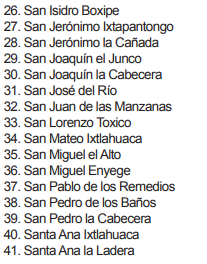 26. San Isidro Boxipe
27. San Jerónimo Ixtapantongo
28. San Jerónimo la Cañada
29. San Joaquín el Junco
30. San Joaquín la Cabecera
31. San José del Río
32. San Juan de las Manzanas
33. San Lorenzo Toxico
34. San Mateo Ixtlahuaca
35. San Miguel el Alto
36. San Miguel Enyege
37. San Pablo de los Remedios
38. San Pedro de los Baños
39. San Pedro la Cabecera
40. Santa Ana Ixtlahuaca
41. Santa Ana la Ladera